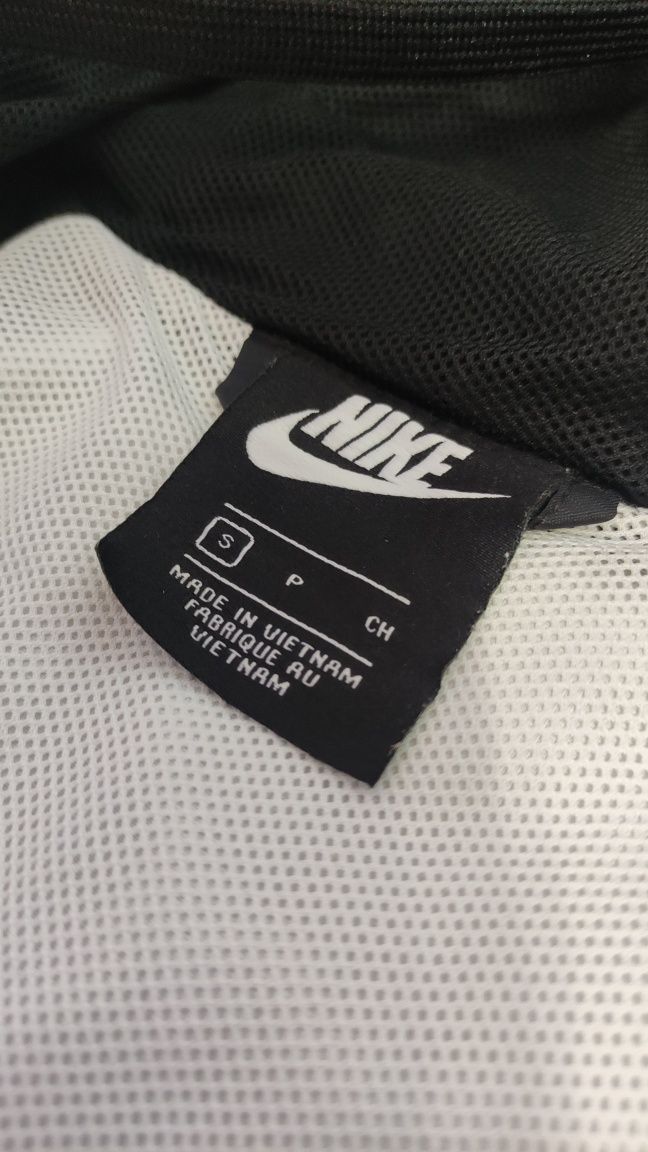 NIKE
S P CH
MADE IN VIETNAM
FABRIQUE AU
VIETNAM